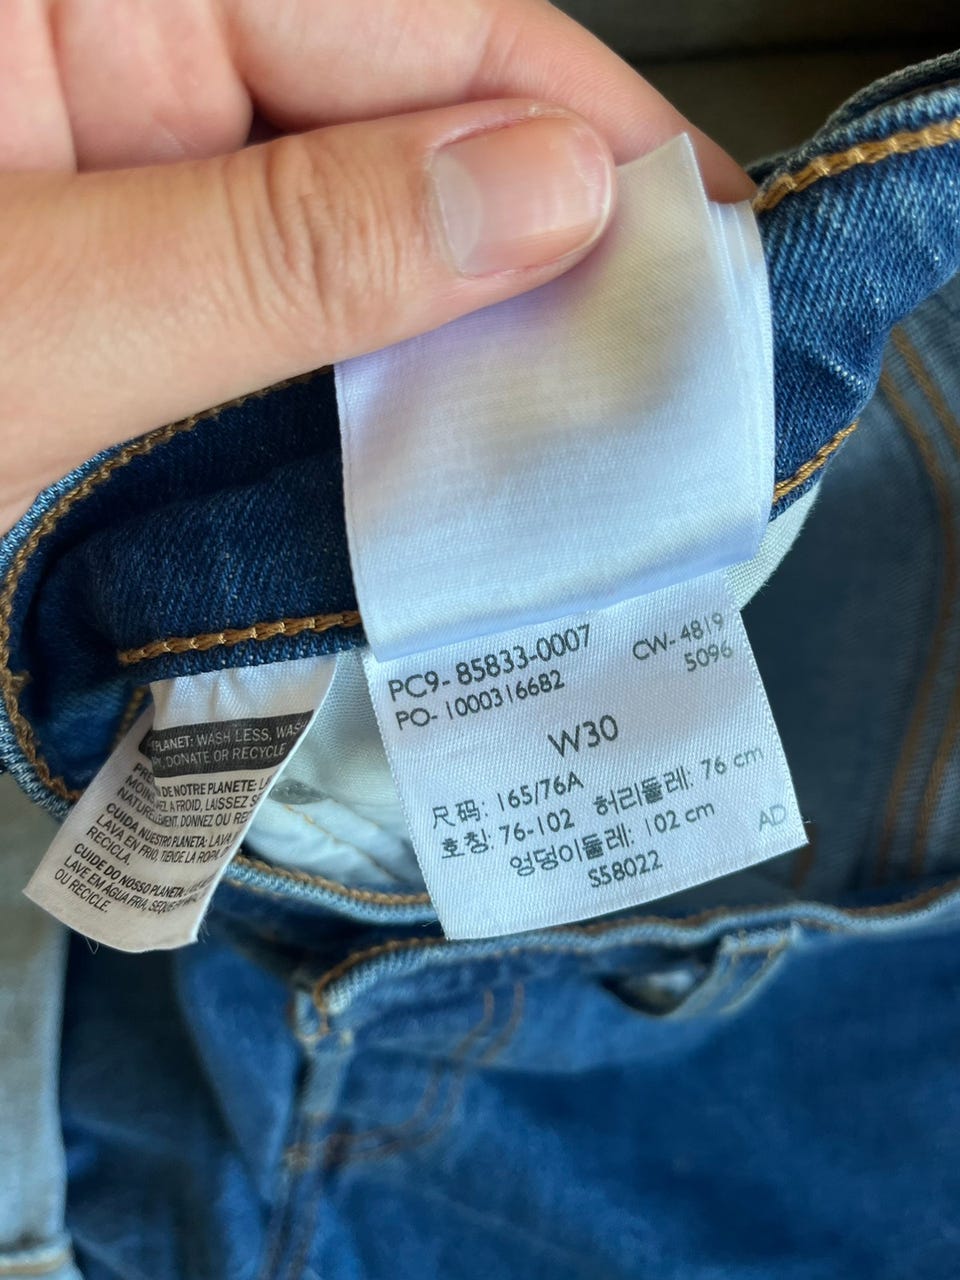 PC9- 85833-0007
CW- 4819
PO- 1000316682
5096
W30
尺码: 165/76A 허리둘레: 76 cm
호칭: 76-102
엉덩이둘레: 102 cm
S58022
AD
PLANET: WASH LESS, WASH
DONATE OR RECYCLE
DE NOTRE PLANETE:
A FROID, LAISSEZ
DONNEZ OU
CUIDA NUESTRO PLANETA: LAVA
LAVA EN FRIO, TIENDE LA ROPA,
RECICLA.
CUIDE DO NOSSO PLANETA:
LAVE EM AGUA FRIA,
OU RECICLE.